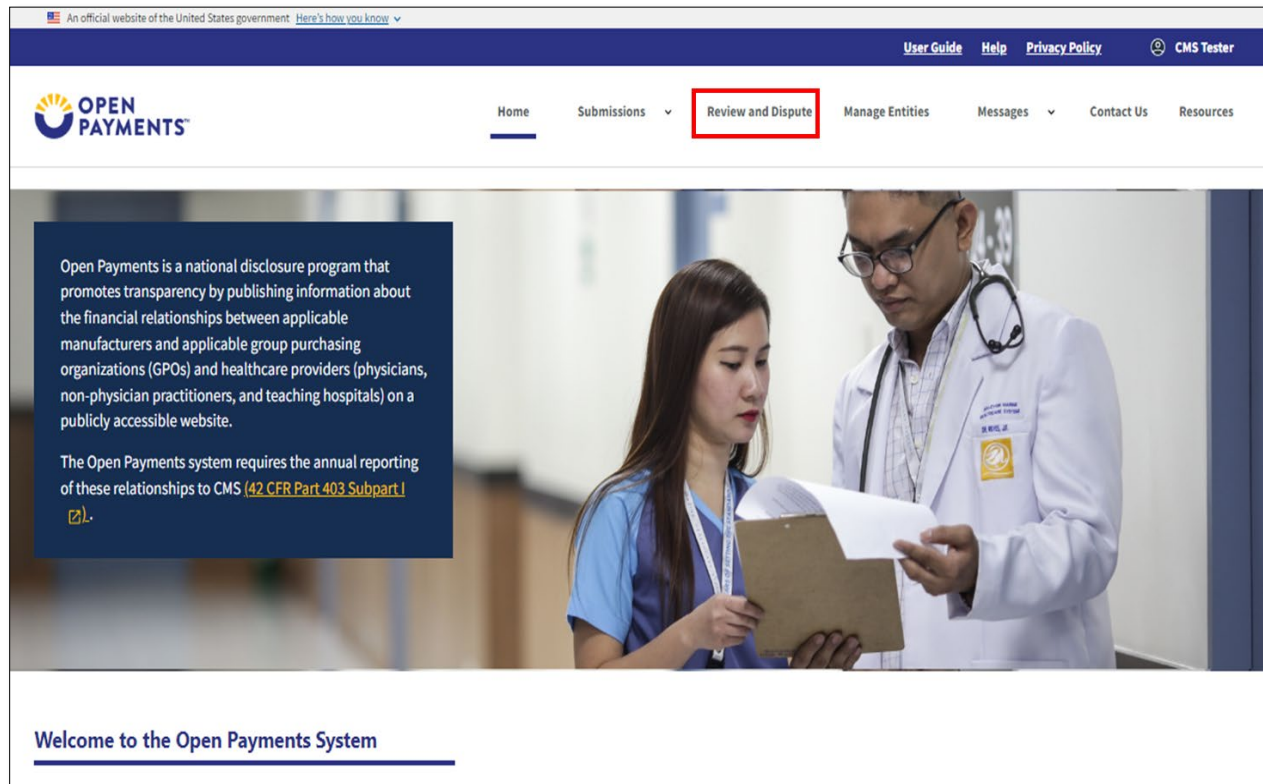 An official website of the United States government Here's how you know
User Guide Help Privacy Policy CMS Tester
OPEN
PAYMENTS™
Home Submissions Review and Dispute Manage Entities Messages Contact Us Resources
Open Payments is a national disclosure program that
promotes transparency by publishing information about
the financial relationships between applicable
manufacturers and applicable group purchasing
organizations (GPOs) and healthcare providers (physicians,
non-physician practitioners, and teaching hospitals) on a
publicly accessible website.
The Open Payments system requires the annual reporting
of these relationships to CMS (42 CFR Part 403 Subpart I
).
Welcome to the Open Payments System